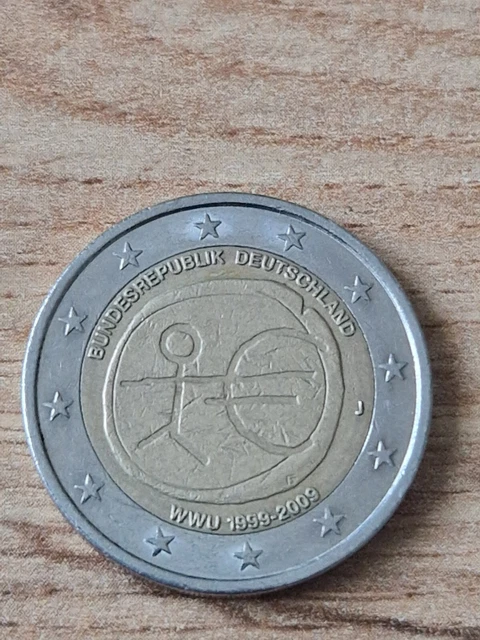 BUNDESREPUBLIK DEUTSCHLAND
J
WWU 1999-2009